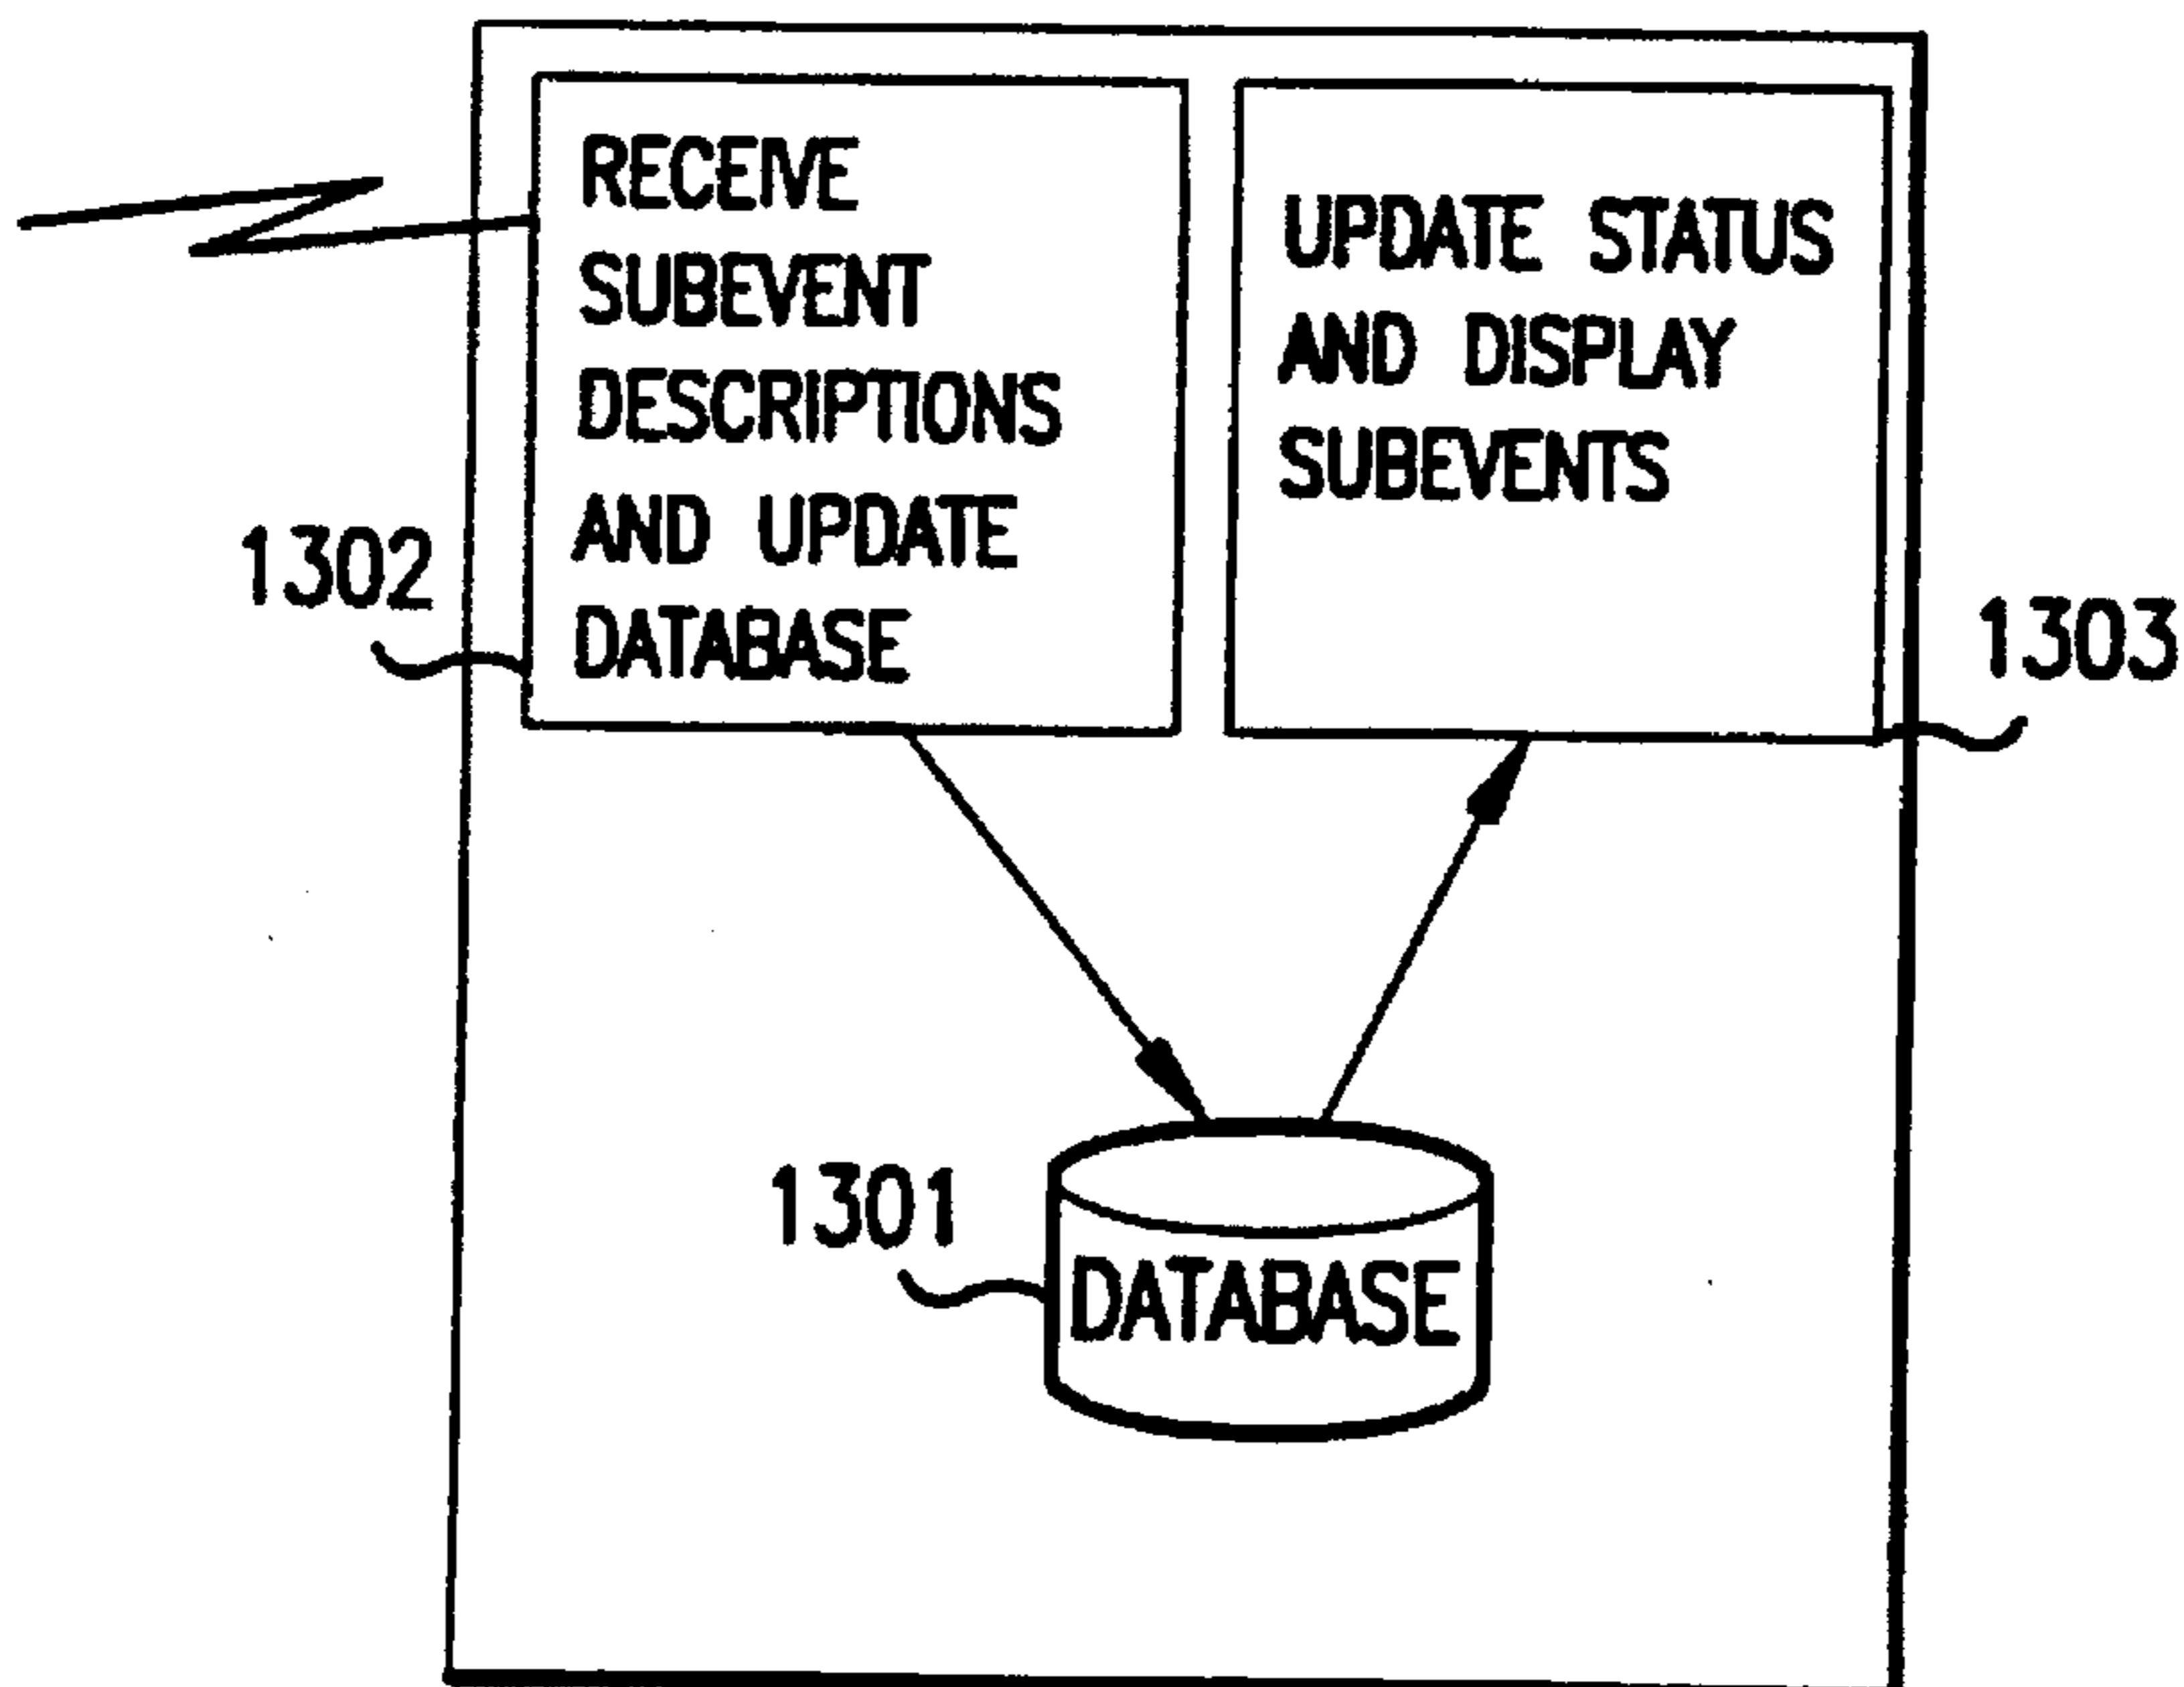 RECEIVE
SUBEVENT
DESCRIPTIONS
AND UPDATE
DATABASE
UPDATE STATUS
AND DISPLAY
SUBEVENTS
1302
1303
1301
DATABASE